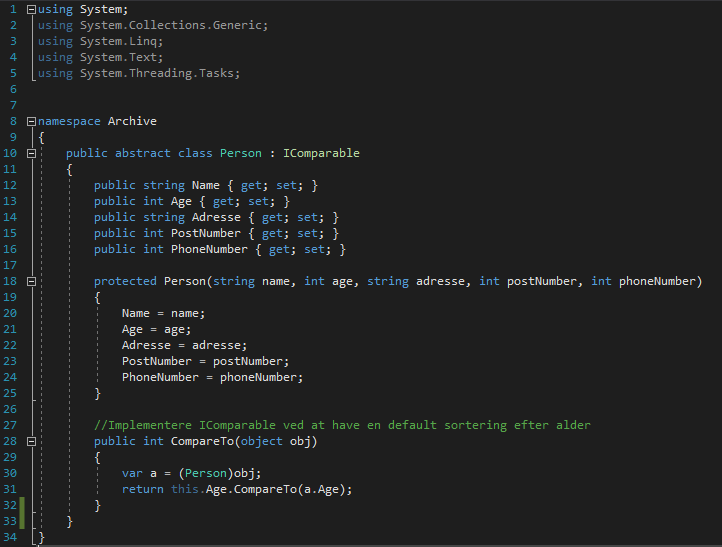 1 using System;
2 using System.Collections.Generic;
3 using System.Linq;
4 using System.Text;
5 using System.Threading.Tasks;
6
7
8 namespace Archive
9 {
10     public abstract class Person : IComparable
11     {
12         public string Name { get; set; }
13         public int Age { get; set; }
14         public string Adresse { get; set; }
15         public int PostNumber { get; set; }
16         public int PhoneNumber { get; set; }
17
18         protected Person(string name, int age, string adresse, int postNumber, int phoneNumber)
19         {
20             Name = name;
21             Age = age;
22             Adresse = adresse;
23             PostNumber = postNumber;
24             PhoneNumber = phoneNumber;
25         }
26
27         //Implementere IComparable ved at have en default sortering efter alder
28         public int CompareTo(object obj)
29         {
30             var a = (Person)obj;
31             return this.Age.CompareTo(a.Age);
32         }
33     }
34 }